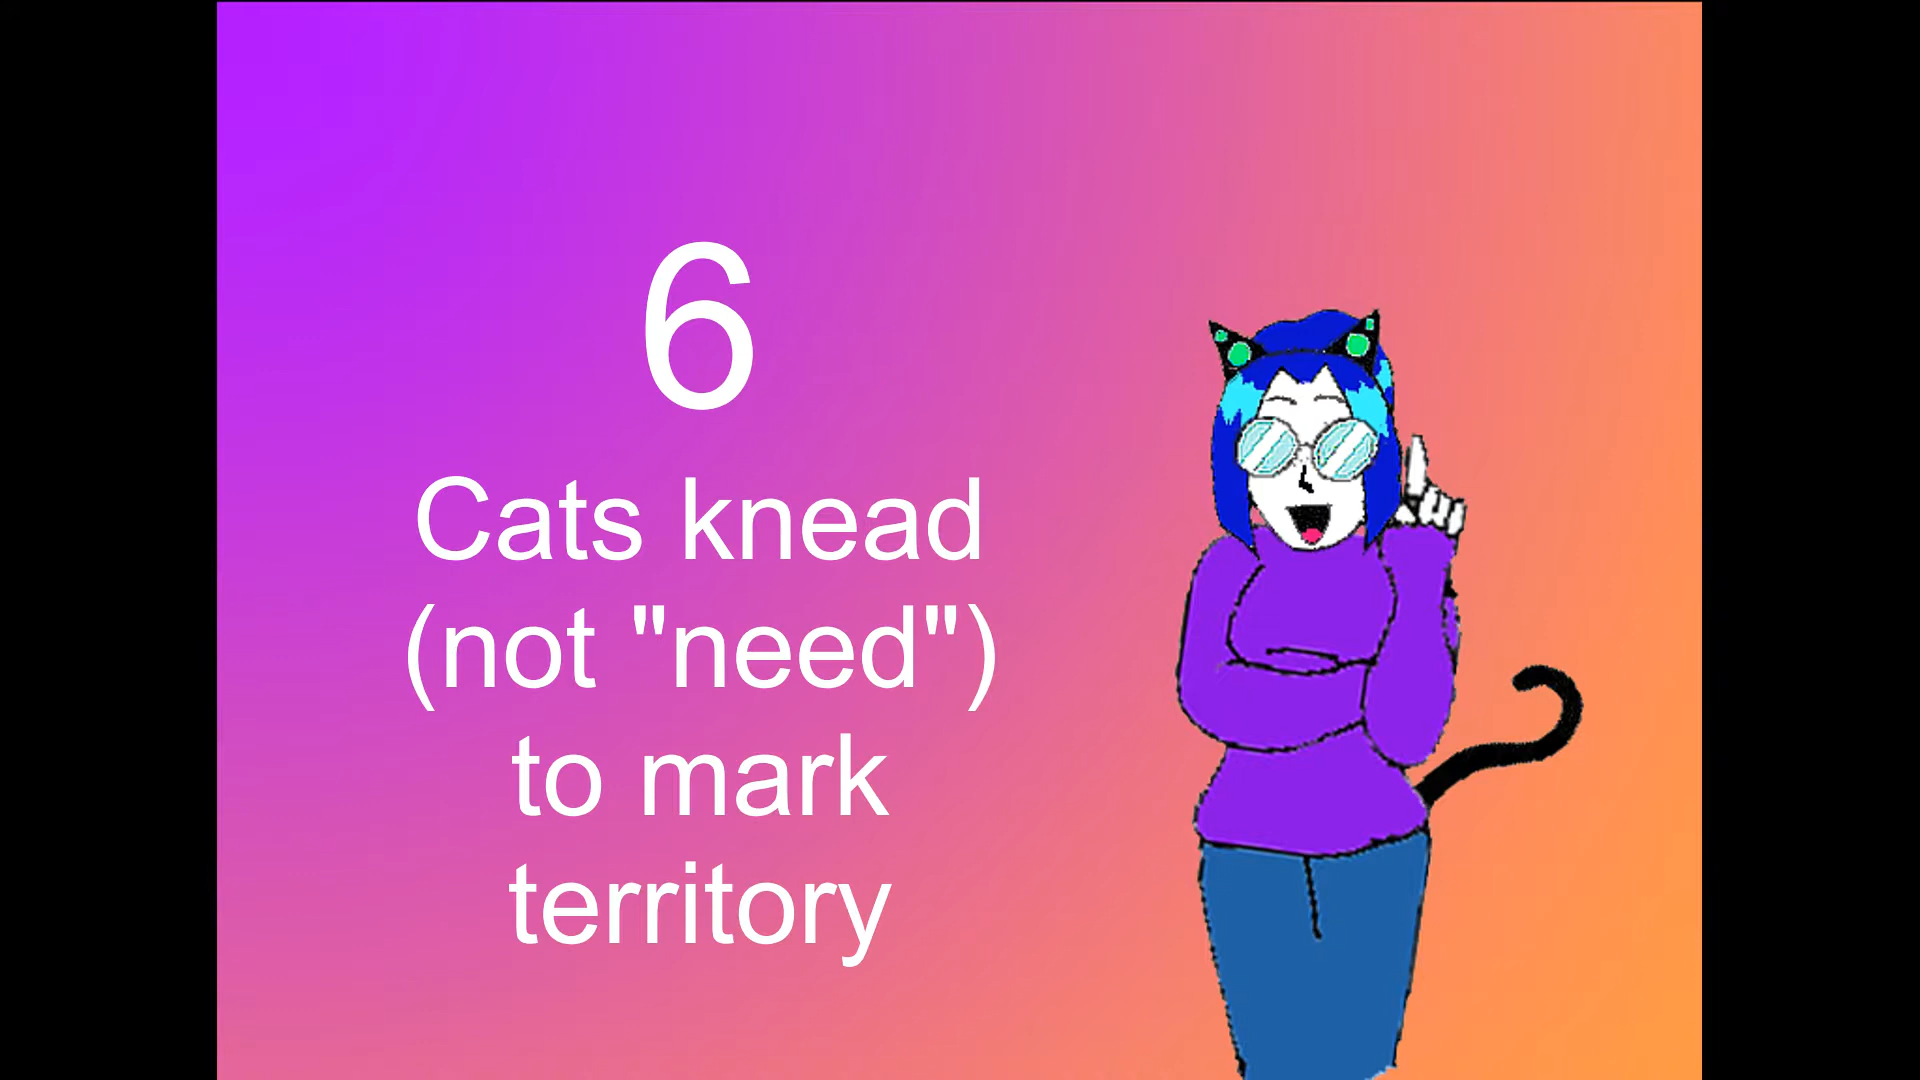 6
Cats knead
(not "need")
to mark
territory